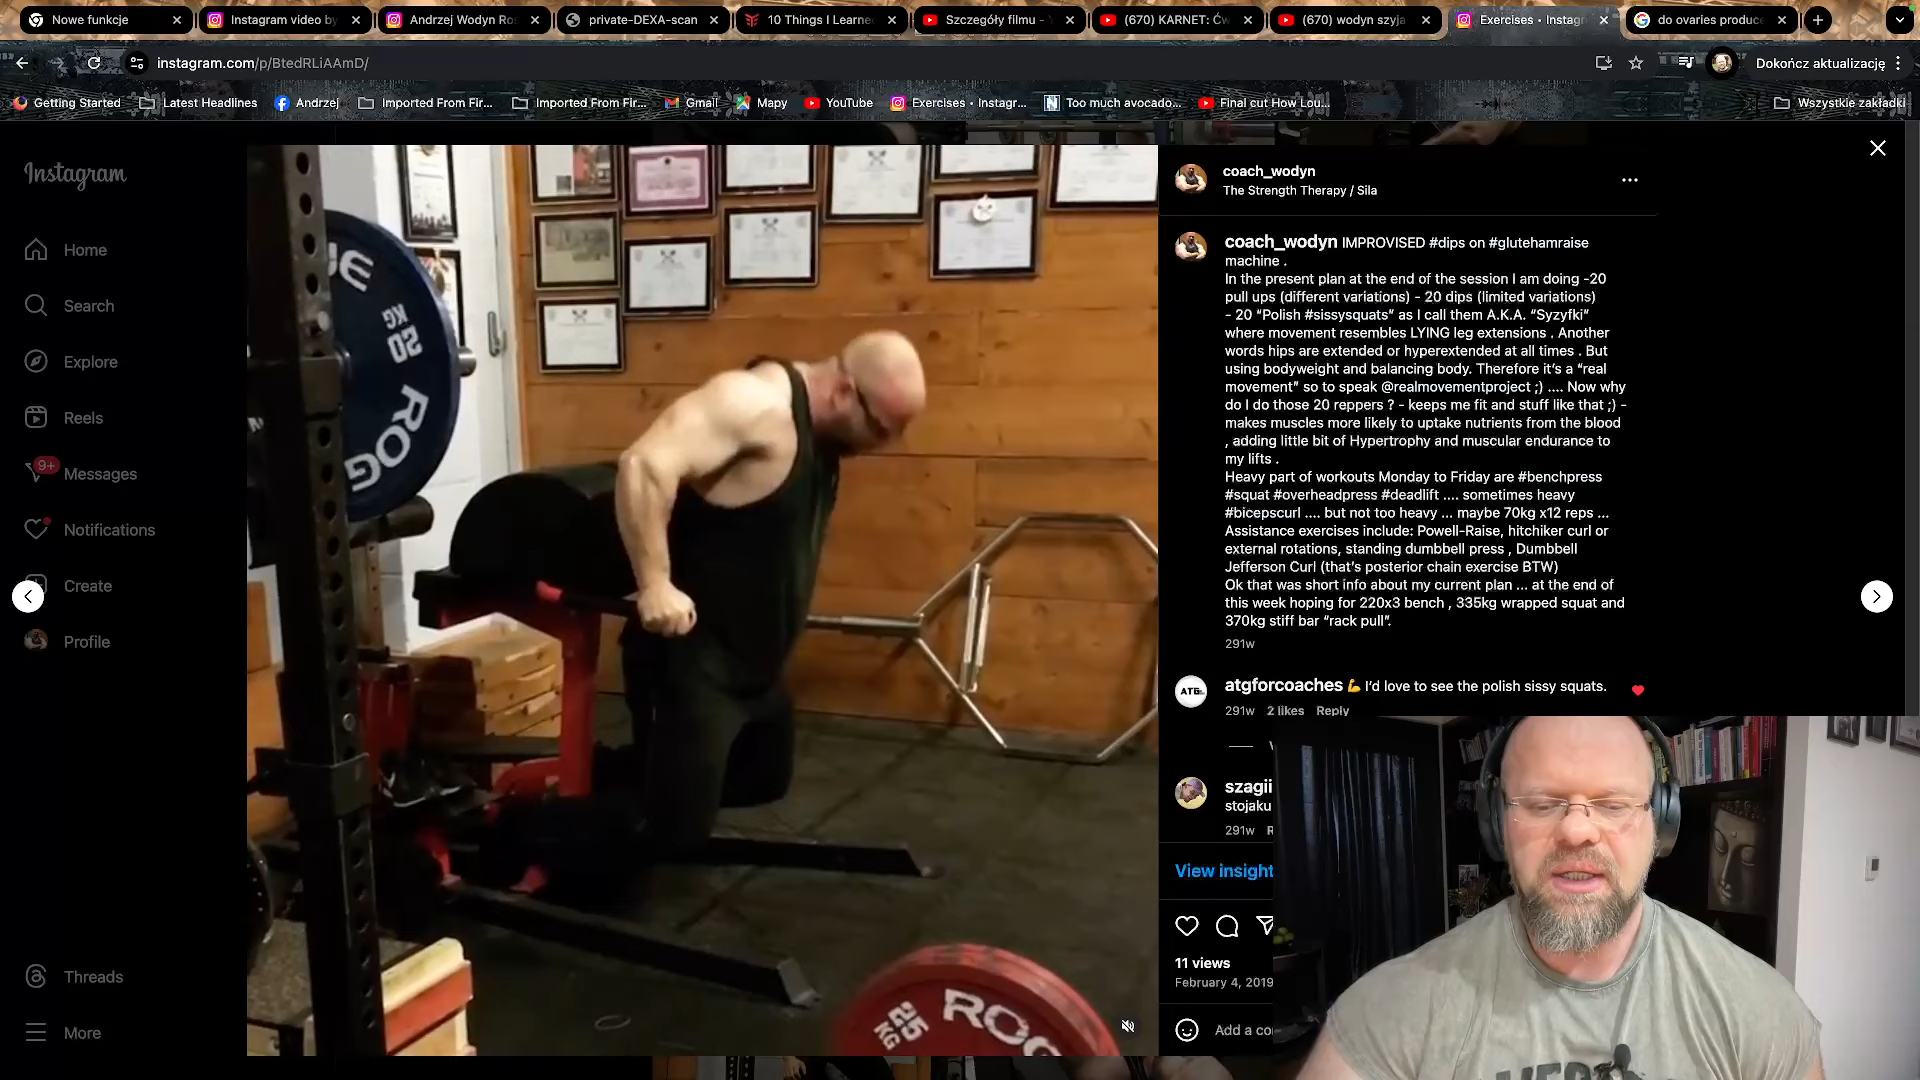 Nowe funkcje
Instagram video by
Andrzej Wodyn Ro
private-DEXA-scan
10 Things I Learne
Szczegóły filmu -
(670) KARNET: Ćw
(670) wodyn szyja
Exercises • Instagr
do ovaries produc
instagram.com/p/BtedRLiAAmD/
Dokończ aktualizację
Getting Started
Latest Headlines
Andrzej
Imported From Fir...
Imported From Fir...
Gmail
Mapy
YouTube
Exercises • Instagr...
Too much avocado...
Final cut How Lou...
Wszystkie zakładki
Instagram
Home
Search
Explore
Reels
9+
Messages
Notifications
Create
Profile
Threads
More
20
KG
ROG
25
KG
ROG
coach_wodyn
The Strength Therapy / Sila
coach_wodyn IMPROVISED #dips on #glutehamraise
machine .
In the present plan at the end of the session I am doing -20
pull ups (different variations) - 20 dips (limited variations)
- 20 “Polish #sissysquats” as I call them A.K.A. “Syzyfki”
where movement resembles LYING leg extensions . Another
words hips are extended or hyperextended at all times . But
using bodyweight and balancing body. Therefore it’s a “real
movement” so to speak @realmovementproject ;) .... Now why
do I do those 20 reppers ? - keeps me fit and stuff like that ;) -
makes muscles more likely to uptake nutrients from the blood
, adding little bit of Hypertrophy and muscular endurance to
my lifts .
Heavy part of workouts Monday to Friday are #benchpress
#squat #overheadpress #deadlift .... sometimes heavy
#bicepscurl .... but not too heavy ... maybe 70kg x12 reps ...
Assistance exercises include: Powell-Raise, hitchiker curl or
external rotations, standing dumbbell press , Dumbbell
Jefferson Curl (that’s posterior chain exercise BTW)
Ok that was short info about my current plan ... at the end of
this week hoping for 220x3 bench , 335kg wrapped squat and
370kg stiff bar “rack pull”.
291w
ATG
atgforcoaches 💪 I’d love to see the polish sissy squats.
291w 2 likes Reply
szagii
stojaku
291w R
View insight
11 views
February 4, 2019
Add a co